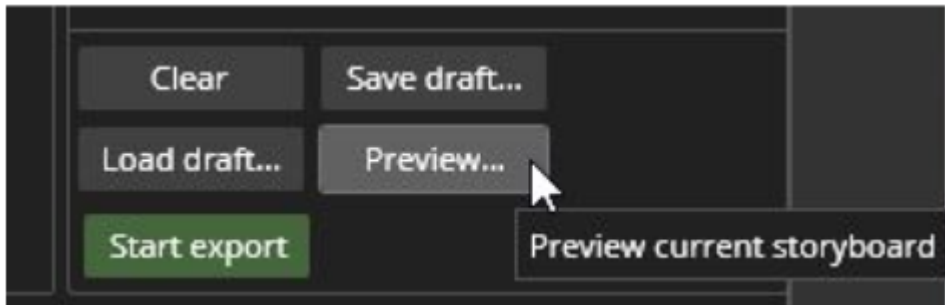 Clear
Save draft...
Load draft...
Preview...
Start export
Preview current storyboard